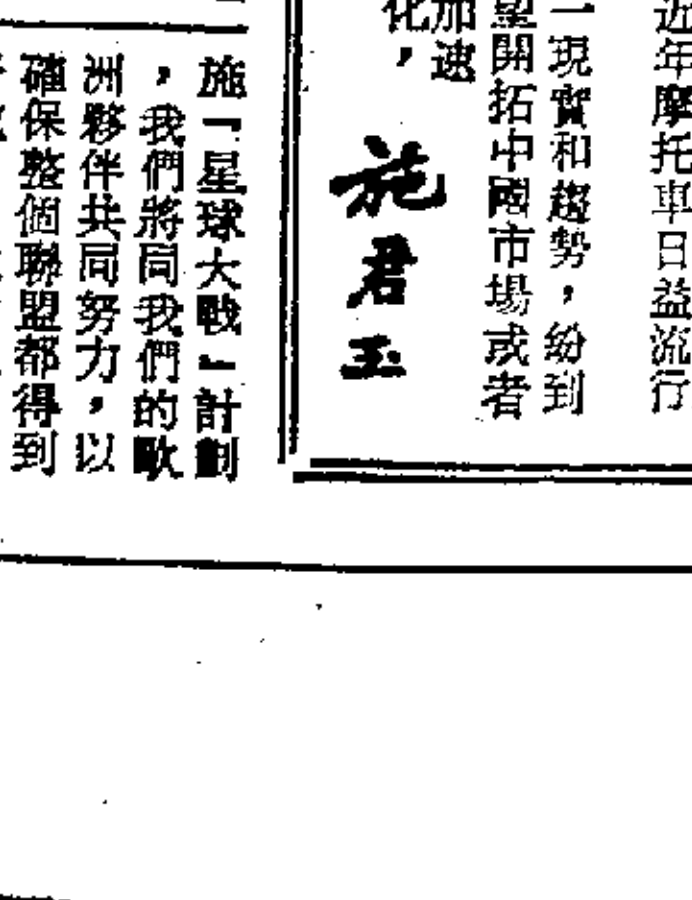 近年摩托車日益流行
一現實和趨勢，紛到
開拓中國市場或者
加速
化，
施君玉
施「星球大戰」計劃
，我們將同我們的歐
洲夥伴共同努力，以
確保整個聯盟都得到